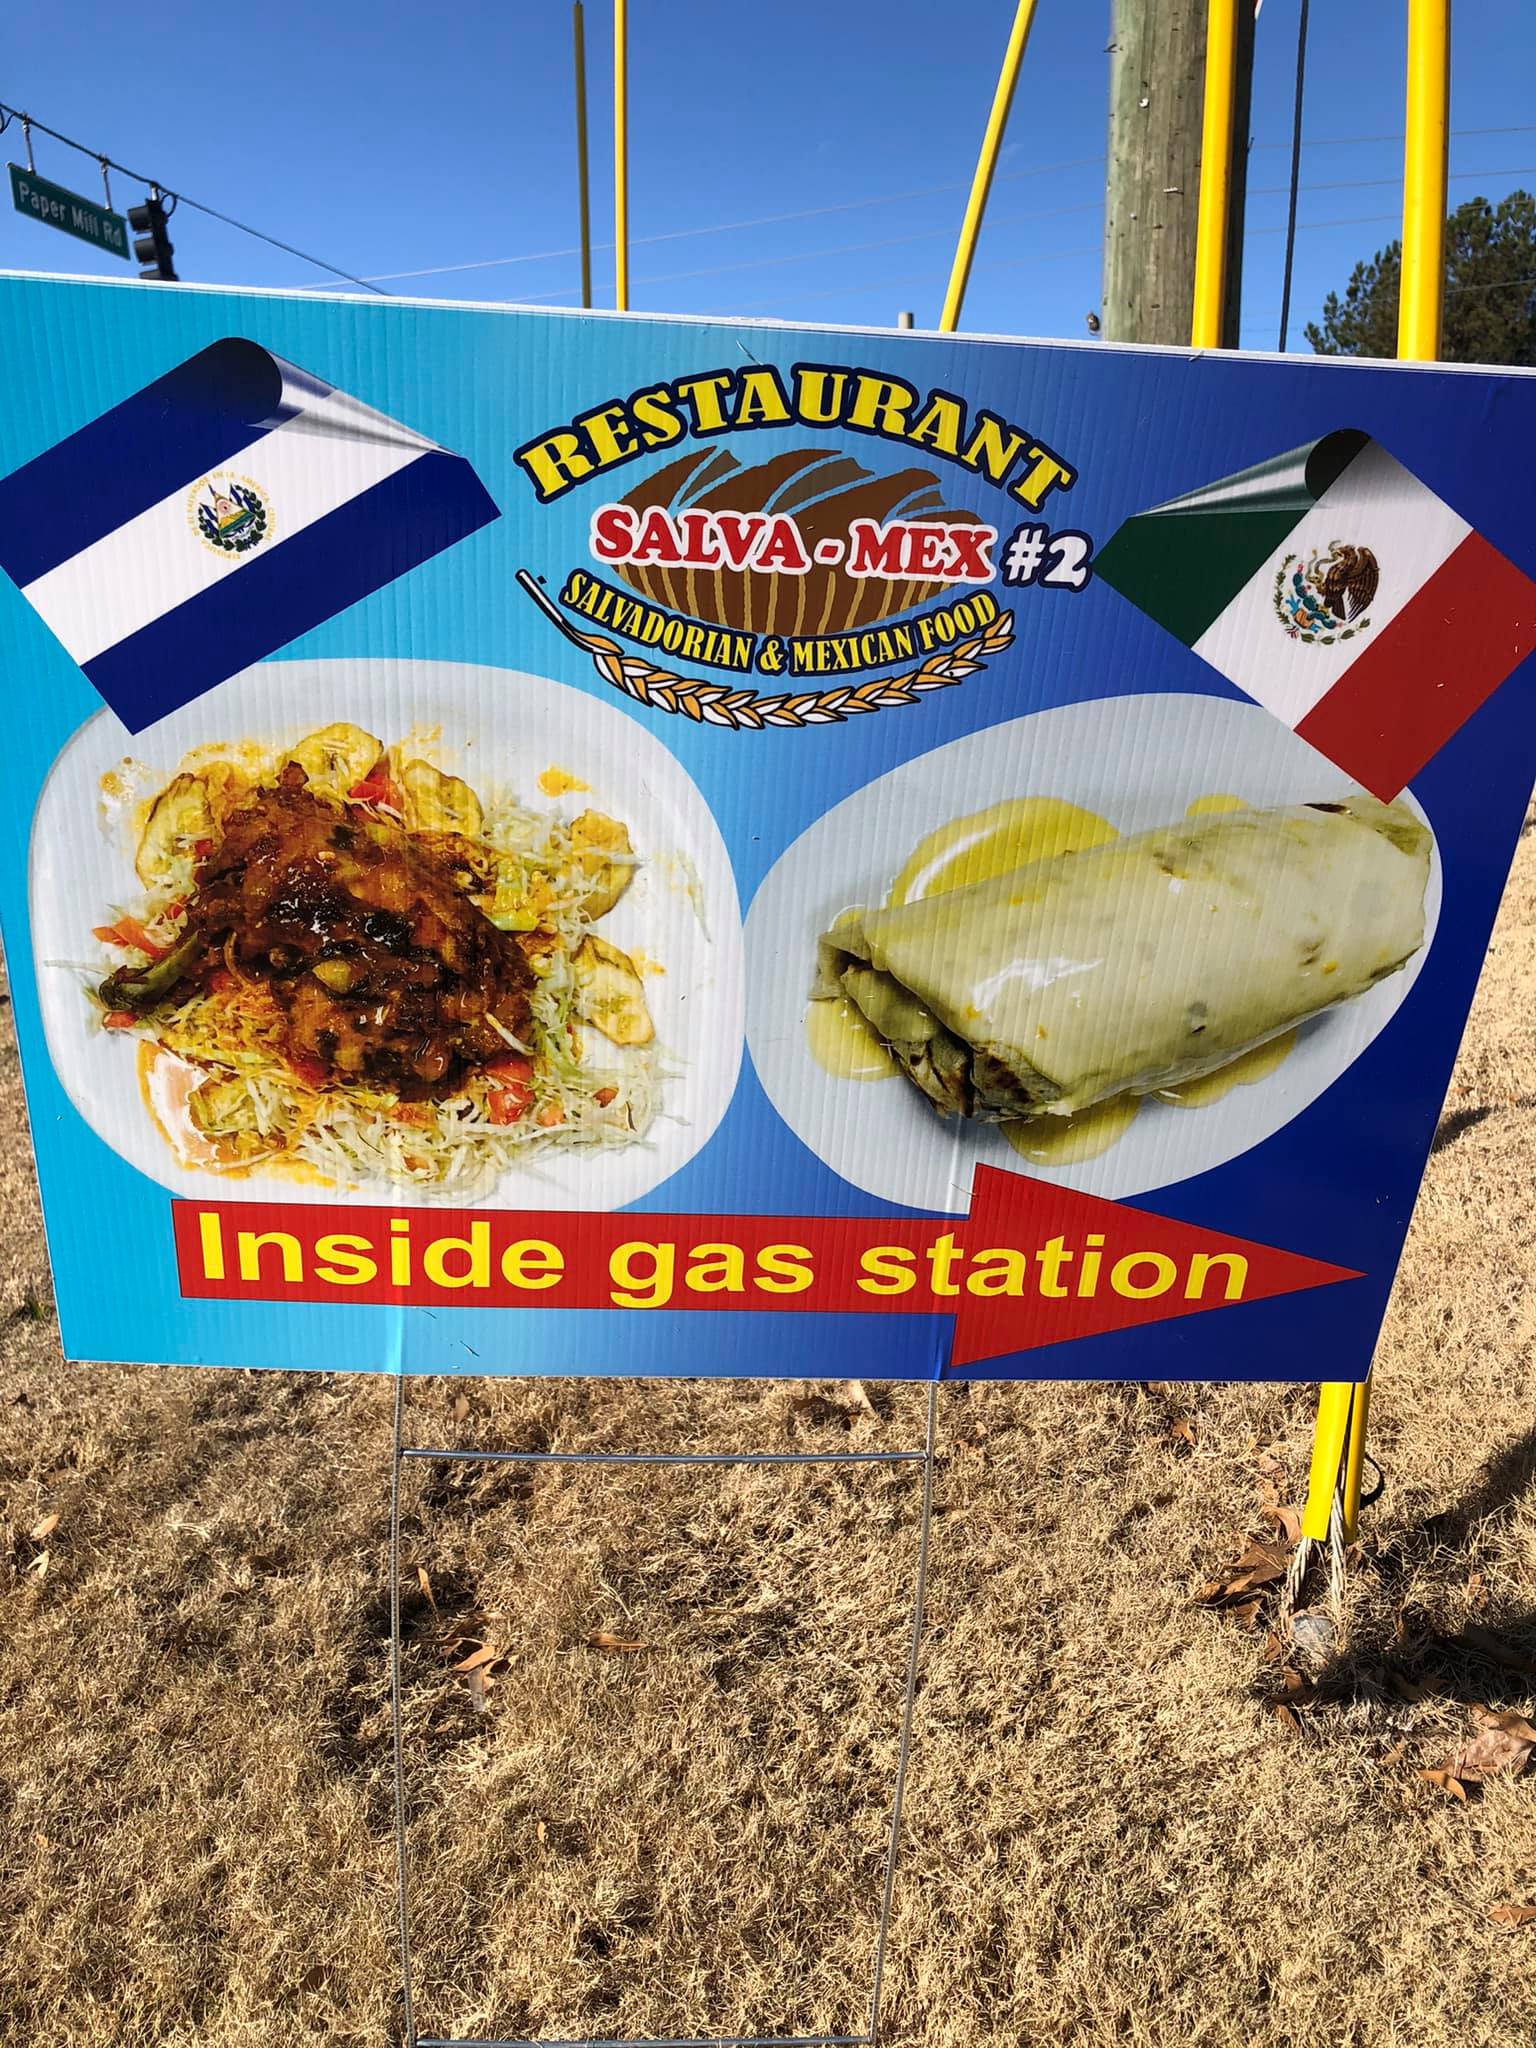 Paper Mill Rd
RESTAURANT
SALVA-MEX #2
SALVADORIAN & MEXICAN FOOD
Inside gas station